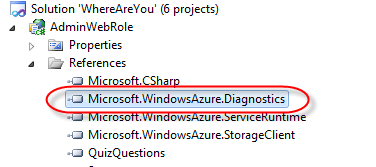 Solution 'WhereAreYou' (6 projects)
AdminWebRole
Properties
References
Microsoft.CSharp
Microsoft.WindowsAzure.Diagnostics
Microsoft.WindowsAzure.ServiceRuntime
Microsoft.WindowsAzure.StorageClient
QuizQuestions